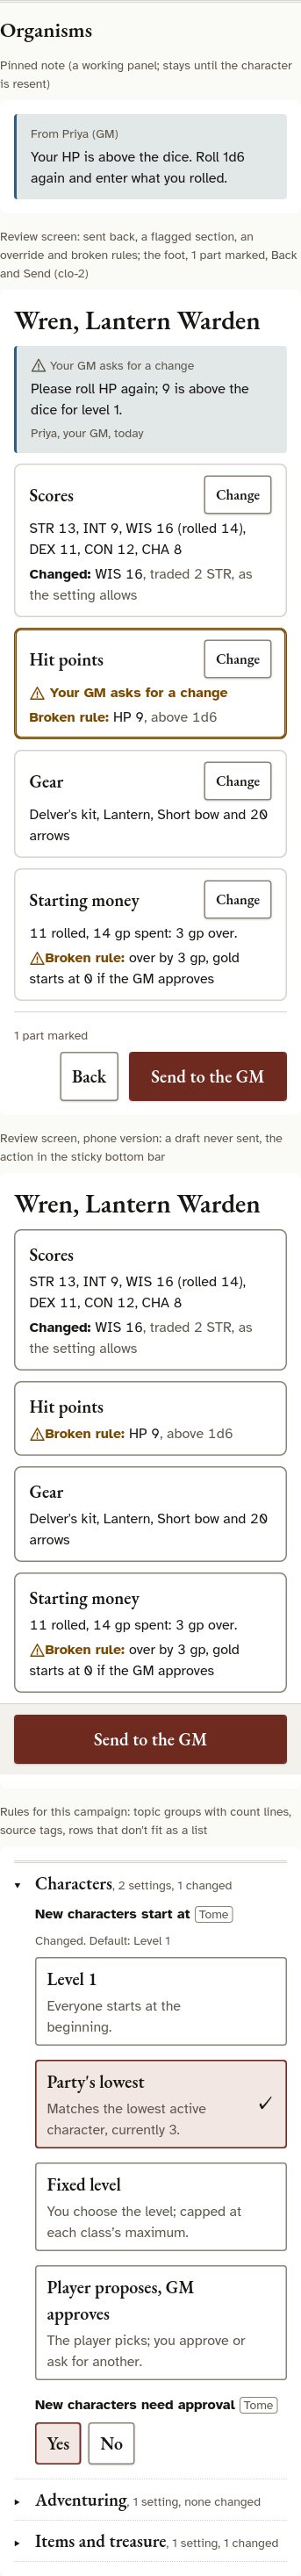 Organisms
Pinned note (a working panel; stays until the character
is resent)
From Priya (GM)
Your HP is above the dice. Roll 1d6
again and enter what you rolled.
Review screen: sent back, a flagged section, an
override and broken rules; the foot, 1 part marked, Back
and Send (clo-2)
Wren, Lantern Warden
Your GM asks for a change
Please roll HP again; 9 is above the
dice for level 1.
Priya, your GM, today
Scores
Change
STR 13, INT 9, WIS 16 (rolled 14),
DEX 11, CON 12, CHA 8
Changed: WIS 16, traded 2 STR, as
the setting allows
Hit points
Change
Your GM asks for a change
Broken rule: HP 9, above 1d6
Gear
Change
Delver's kit, Lantern, Short bow and 20
arrows
Starting money
Change
11 rolled, 14 gp spent: 3 gp over.
Broken rule: over by 3 gp, gold
starts at 0 if the GM approves
1 part marked
Back
Send to the GM
Review screen, phone version: a draft never sent, the
action in the sticky bottom bar
Wren, Lantern Warden
Scores
STR 13, INT 9, WIS 16 (rolled 14),
DEX 11, CON 12, CHA 8
Changed: WIS 16, traded 2 STR, as
the setting allows
Hit points
Broken rule: HP 9, above 1d6
Gear
Delver's kit, Lantern, Short bow and 20
arrows
Starting money
11 rolled, 14 gp spent: 3 gp over.
Broken rule: over by 3 gp, gold
starts at 0 if the GM approves
Send to the GM
Rules for this campaign: topic groups with count lines,
source tags, rows that don't fit as a list
Characters, 2 settings, 1 changed
New characters start at Tome
Changed. Default: Level 1
Level 1
Everyone starts at the
beginning.
Party's lowest
Matches the lowest active
character, currently 3.
Fixed level
You choose the level; capped at
each class's maximum.
Player proposes, GM
approves
The player picks; you approve or
ask for another.
New characters need approval Tome
Yes
No
Adventuring, 1 setting, none changed
Items and treasure, 1 setting, 1 changed